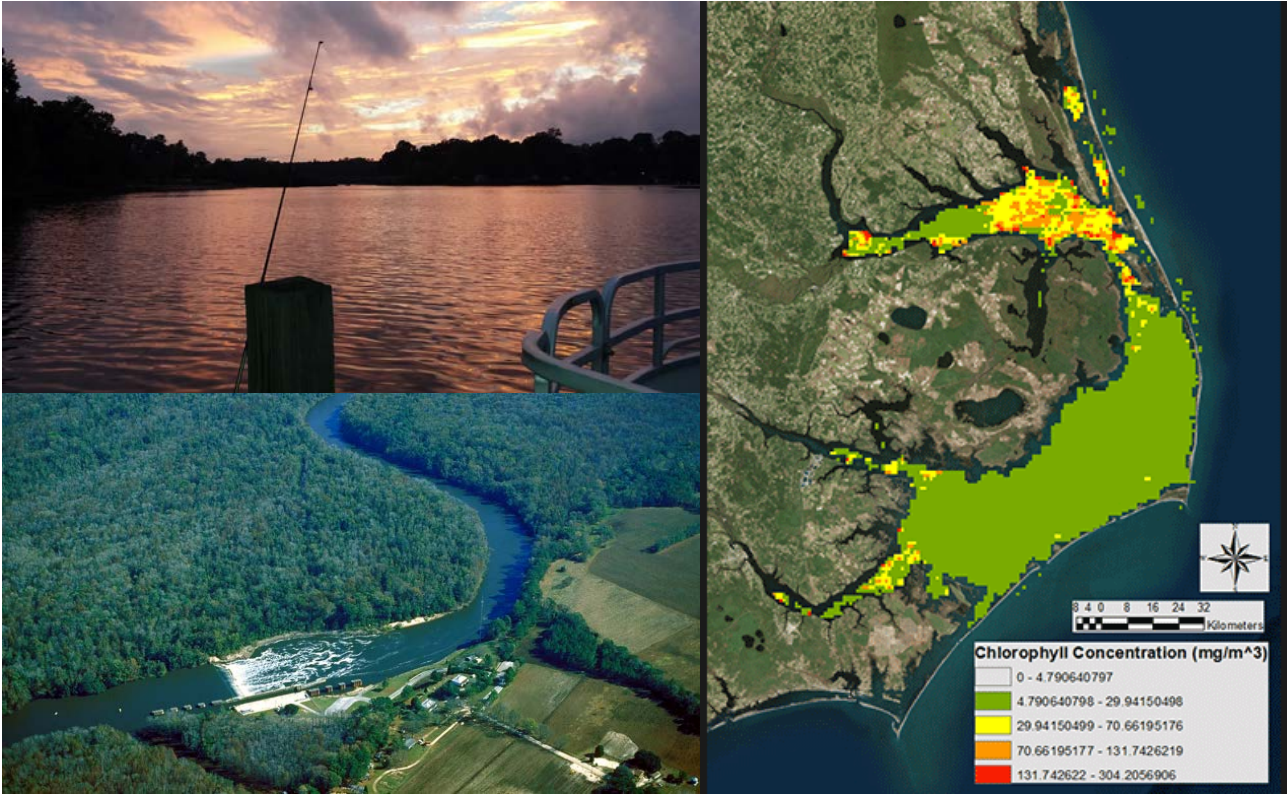 8 4 0 8 16 24 32
Kilometers
Chlorophyll Concentration (mg/m^3)
0 - 4.790640797
4.790640798 - 29.94150498
29.94150499 - 70.66195176
70.66195177 - 131.7426219
131.742622 - 304.2056906